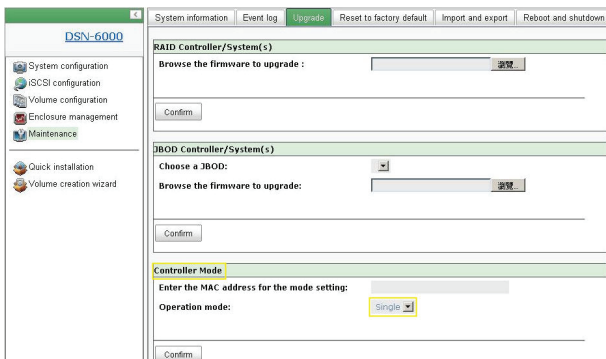 DSN-6000
System configuration
iSCSI configuration
Volume configuration
Enclosure management
Maintenance
Quick installation
Volume creation wizard
System information
Event log
Upgrade
Reset to factory default
Import and export
Reboot and shutdown
RAID Controller/System(s)
Browse the firmware to upgrade :
瀏覽...
Confirm
JBOD Controller/System(s)
Choose a JBOD:
Browse the firmware to upgrade:
瀏覽...
Confirm
Controller Mode
Enter the MAC address for the mode setting:
Operation mode:
Single
Confirm